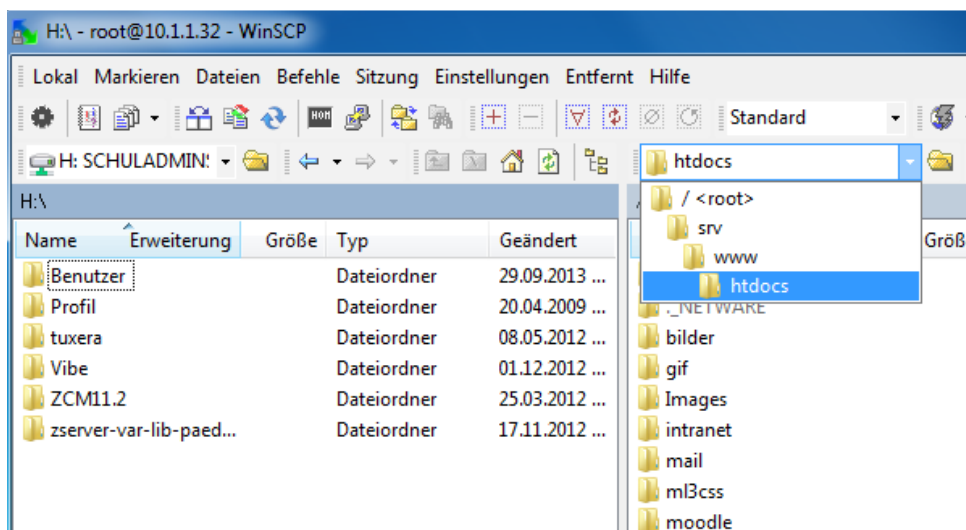 H:\ - root@10.1.1.32 - WinSCP
Lokal Markieren Dateien Befehle Sitzung Einstellungen Entfernt Hilfe
Standard
H: SCHULADMIN:
htdocs
H:\
/ <root>
srv
www
htdocs
Name Erweiterung Größe Typ Geändert
Größ
Benutzer Dateiordner 29.09.2013 ...
Profil Dateiordner 20.04.2009 ...
tuxera Dateiordner 08.05.2012 ...
Vibe Dateiordner 01.12.2012 ...
ZCM11.2 Dateiordner 25.03.2012 ...
zserver-var-lib-paed... Dateiordner 17.11.2012 ...
._NETWARE
bilder
gif
Images
intranet
mail
ml3css
moodle